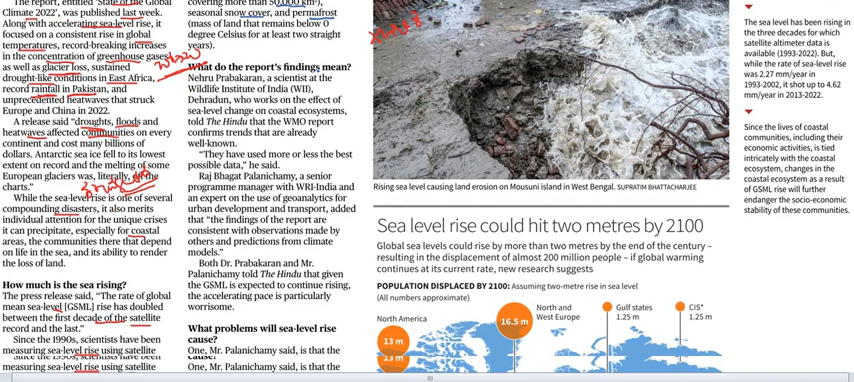 The report, entitled ‘State of the Global
Climate 2022’, was published last week.
Along with accelerating sea-level rise, it
focused on a consistent rise in global
temperatures, record-breaking increases
in the concentration of greenhouse gases
as well as glacier loss, sustained
drought-like conditions in East Africa,
record rainfall in Pakistan, and
unprecedented heatwaves that struck
Europe and China in 2022.
A release said “droughts, floods and
heatwaves affected communities on every
continent and cost many billions of
dollars. Antarctic sea ice fell to its lowest
extent on record and the melting of some
European glaciers was, literally, off the
charts.”
While the sea-level rise is one of several
compounding disasters, it also merits
individual attention for the unique crises
it can precipitate, especially for coastal
areas, the communities there that depend
on life in the sea, and its ability to render
the loss of land.
How much is the sea rising?
The press release said, “The rate of global
mean sea-level [GSML] rise has doubled
between the first decade of the satellite
record and the last.”
Since the 1990s, scientists have been
measuring sea-level rise using satellite
Since the 1990s, scientists have been
measuring sea-level rise using satellite
covering more than 50,000 km²),
seasonal snow cover, and permafrost
(mass of land that remains below 0
degree Celsius for at least two straight
years).
What do the report’s findings mean?
Nehru Prabakaran, a scientist at the
Wildlife Institute of India (WII),
Dehradun, who works on the effect of
sea-level change on coastal ecosystems,
told The Hindu that the WMO report
confirms trends that are already
well-known.
“They have used more or less the best
possible data,” he said.
Raj Bhagat Palanichamy, a senior
programme manager with WRI-India and
an expert on the use of geoanalytics for
urban development and transport, added
that “the findings of the report are
consistent with observations made by
others and predictions from climate
models.”
Both Dr. Prabakaran and Mr.
Palanichamy told The Hindu that given
the GSML is expected to continue rising,
the accelerating pace is particularly
worrisome.
What problems will sea-level rise
cause?
One, Mr. Palanichamy said, is that the
cause?
One, Mr. Palanichamy said, is that the
Rising sea level causing land erosion on Mousuni island in West Bengal. SUPRATIM BHATTACHARJEE
Sea level rise could hit two metres by 2100
Global sea levels could rise by more than two metres by the end of the century –
resulting in the displacement of almost 200 million people – if global warming
continues at its current rate, new research suggests
POPULATION DISPLACED BY 2100: Assuming two-metre rise in sea level
(All numbers approximate)
North America
13 m
13 m
16.5 m
North and
West Europe
Gulf states
1.25 m
CIS*
1.25 m
The sea level has been rising in
the three decades for which
satellite altimeter data is
available (1993-2022). But,
while the rate of sea-level rise
was 2.27 mm/year in
1993-2002, it shot up to 4.62
mm/year in 2013-2022.
Since the lives of coastal
communities, including their
economic activities, is tied
intricately with the coastal
ecosystem, changes in the
coastal ecosystem as a result
of GSML rise will further
endanger the socio-economic
stability of these communities.